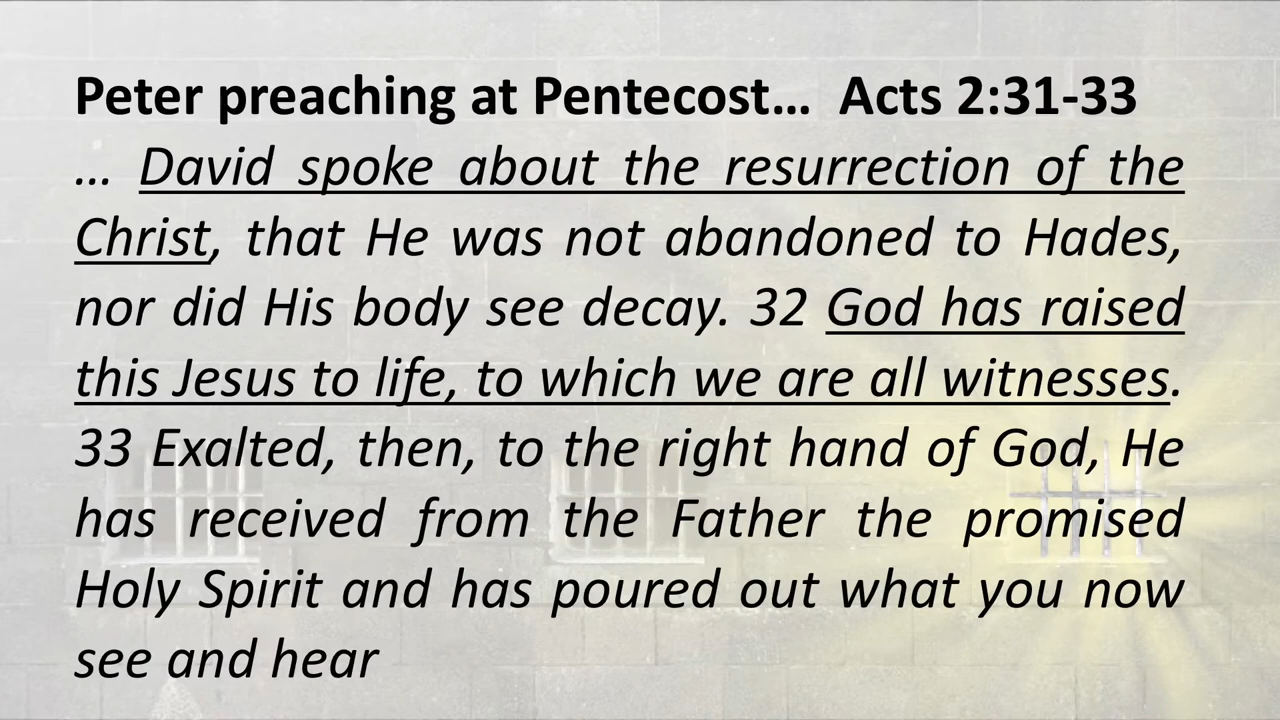 Peter preaching at Pentecost…  Acts 2:31-33
… David spoke about the resurrection of the
Christ, that He was not abandoned to Hades,
nor did His body see decay. 32 God has raised
this Jesus to life, to which we are all witnesses.
33 Exalted, then, to the right hand of God, He
has received from the Father the promised
Holy Spirit and has poured out what you now
see and hear